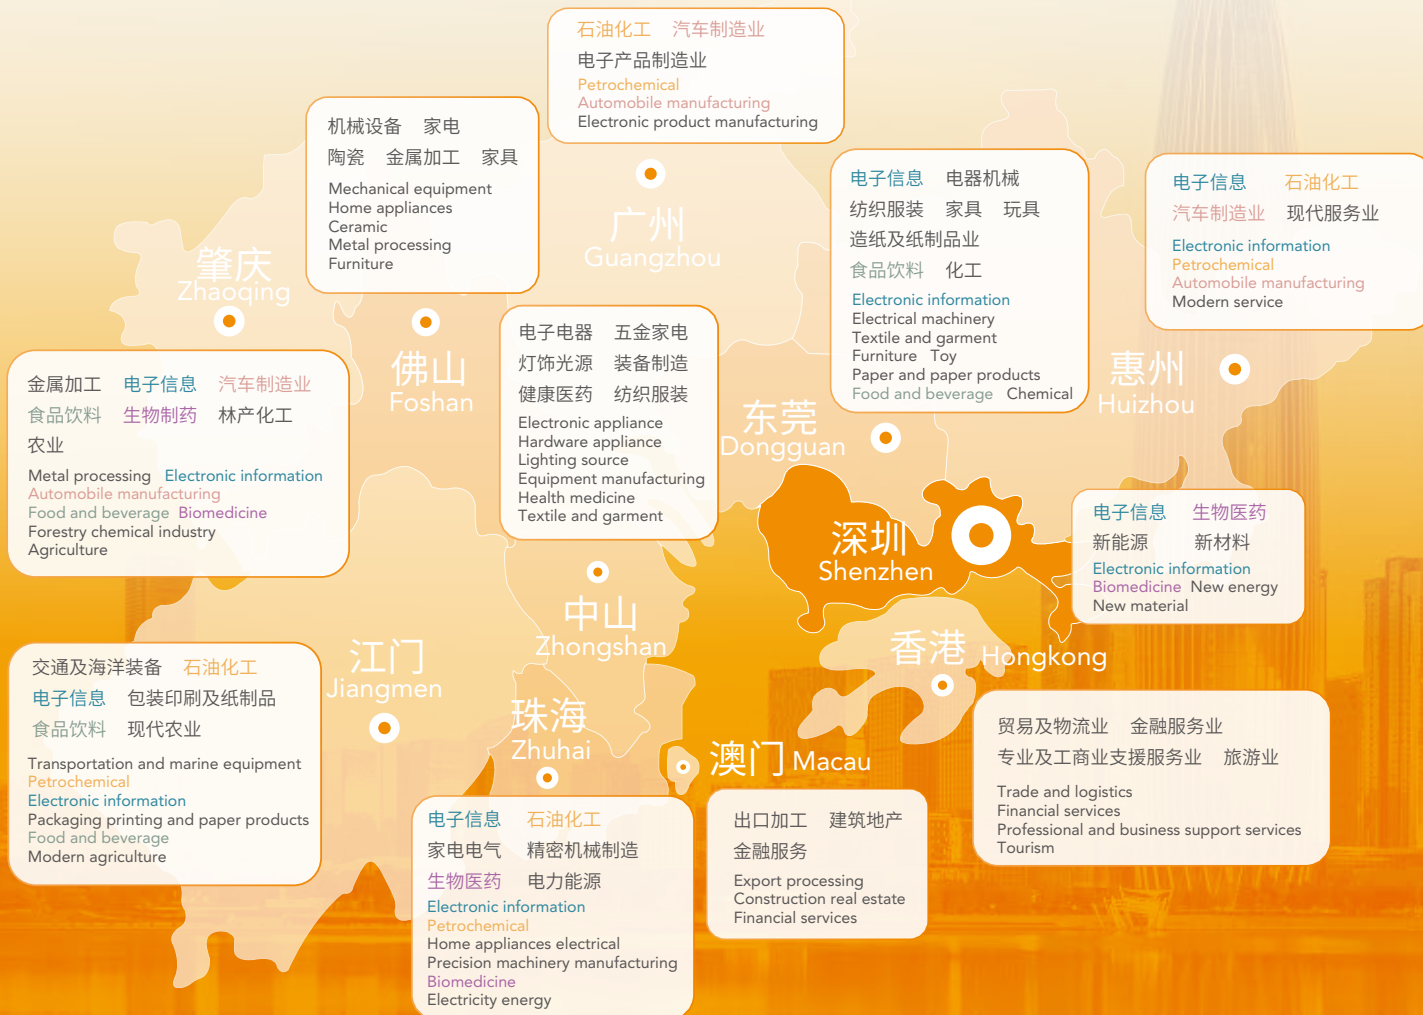 石油化工 汽车制造业
电子产品制造业
Petrochemical
Automobile manufacturing
Electronic product manufacturing
广州
Guangzhou
机械设备 家电
陶瓷 金属加工 家具
Mechanical equipment
Home appliances
Ceramic
Metal processing
Furniture
佛山
Foshan
肇庆
Zhaoqing
金属加工 电子信息 汽车制造业
食品饮料 生物制药 林产化工
农业
Metal processing Electronic information
Automobile manufacturing
Food and beverage Biomedicine
Forestry chemical industry
Agriculture
电子电器 五金家电
灯饰光源 装备制造
健康医药 纺织服装
Electronic appliance
Hardware appliance
Lighting source
Equipment manufacturing
Health medicine
Textile and garment
中山
Zhongshan
电子信息 电器机械
纺织服装 家具 玩具
造纸及纸制品业
食品饮料 化工
Electronic information
Electrical machinery
Textile and garment
Furniture Toy
Paper and paper products
Food and beverage Chemical
东莞
Dongguan
电子信息 石油化工
汽车制造业 现代服务业
Electronic information
Petrochemical
Automobile manufacturing
Modern service
惠州
Huizhou
深圳
Shenzhen
电子信息 生物医药
新能源 新材料
Electronic information
Biomedicine New energy
New material
香港 Hongkong
贸易及物流业 金融服务业
专业及工商业支援服务业 旅游业
Trade and logistics
Financial services
Professional and business support services
Tourism
江门
Jiangmen
交通及海洋装备 石油化工
电子信息 包装印刷及纸制品
食品饮料 现代农业
Transportation and marine equipment
Petrochemical
Electronic information
Packaging printing and paper products
Food and beverage
Modern agriculture
珠海
Zhuhai
电子信息 石油化工
家电电气 精密机械制造
生物医药 电力能源
Electronic information
Petrochemical
Home appliances electrical
Precision machinery manufacturing
Biomedicine
Electricity energy
澳门 Macau
出口加工 建筑地产
金融服务
Export processing
Construction real estate
Financial services